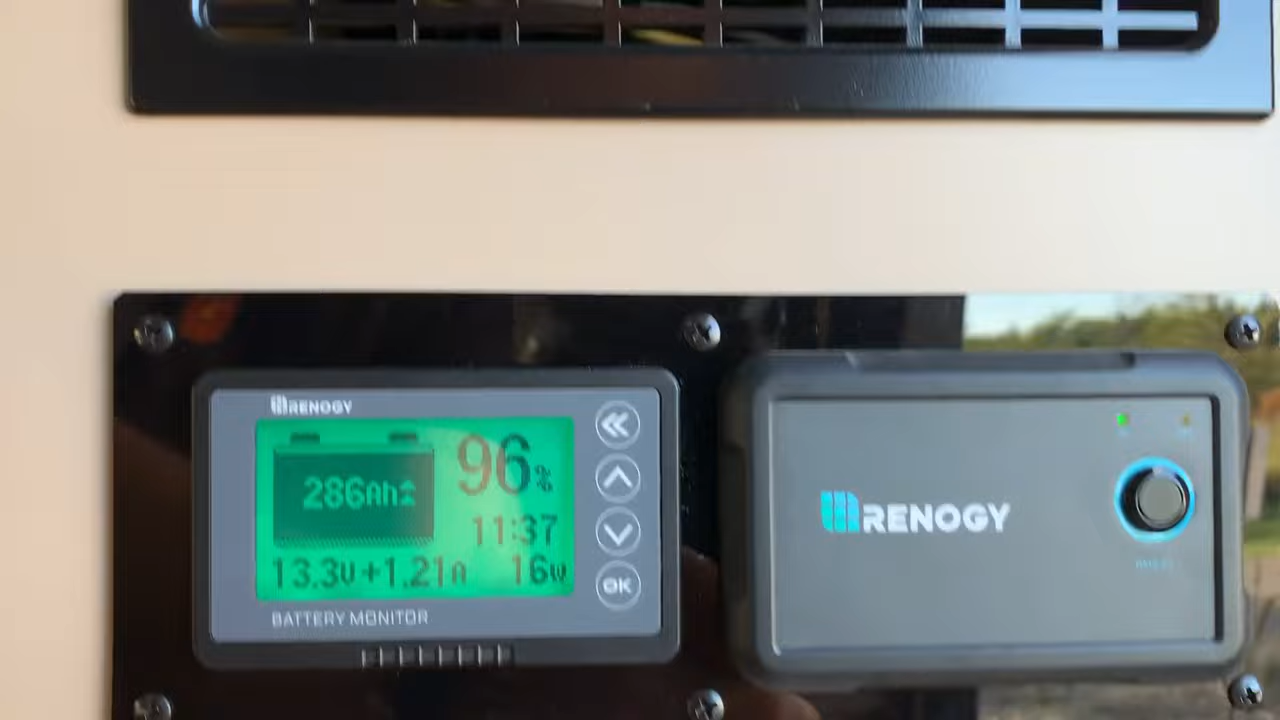 RENOGY
286Ah
96%
11:37
13.3V +1.21A 16W
OK
BATTERY MONITOR
RENOGY